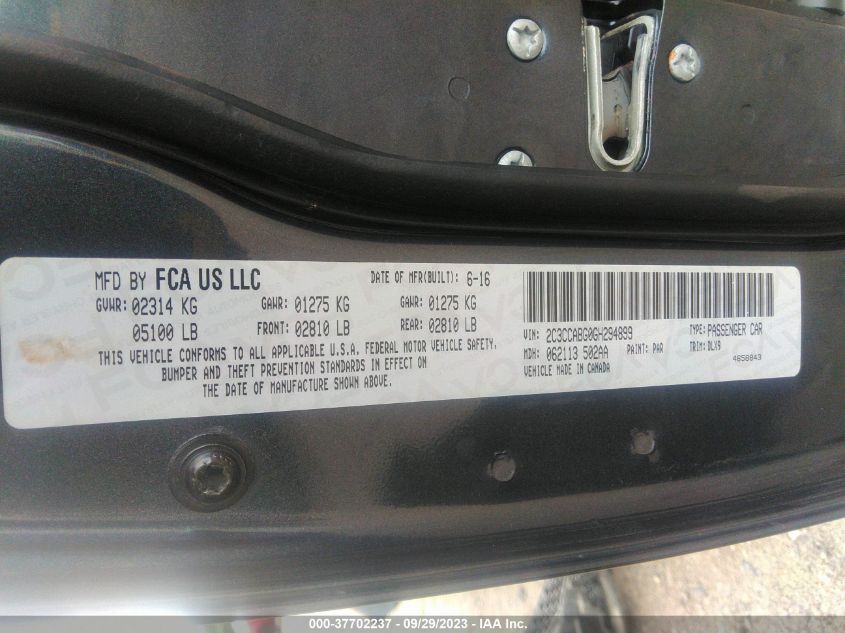 MFD BY FCA US LLC DATE OF MFR(BUILT): 6-16
GVWR: 02314 KG GAWR: 01275 KG GAWR: 01275 KG
05100 LB FRONT: 02810 LB REAR: 02810 LB
THIS VEHICLE CONFORMS TO ALL APPLICABLE U.S.A. FEDERAL MOTOR VEHICLE SAFETY,
BUMPER AND THEFT PREVENTION STANDARDS IN EFFECT ON
THE DATE OF MANUFACTURE SHOWN ABOVE.
VIN: 2C3CCABG0GH294899 TYPE: PASSENGER CAR
MDH: 062113 502AA PAINT: PAR TRIM: DLX9
VEHICLE MADE IN CANADA 4658843
000-37702237 - 09/29/2023 - IAA Inc.